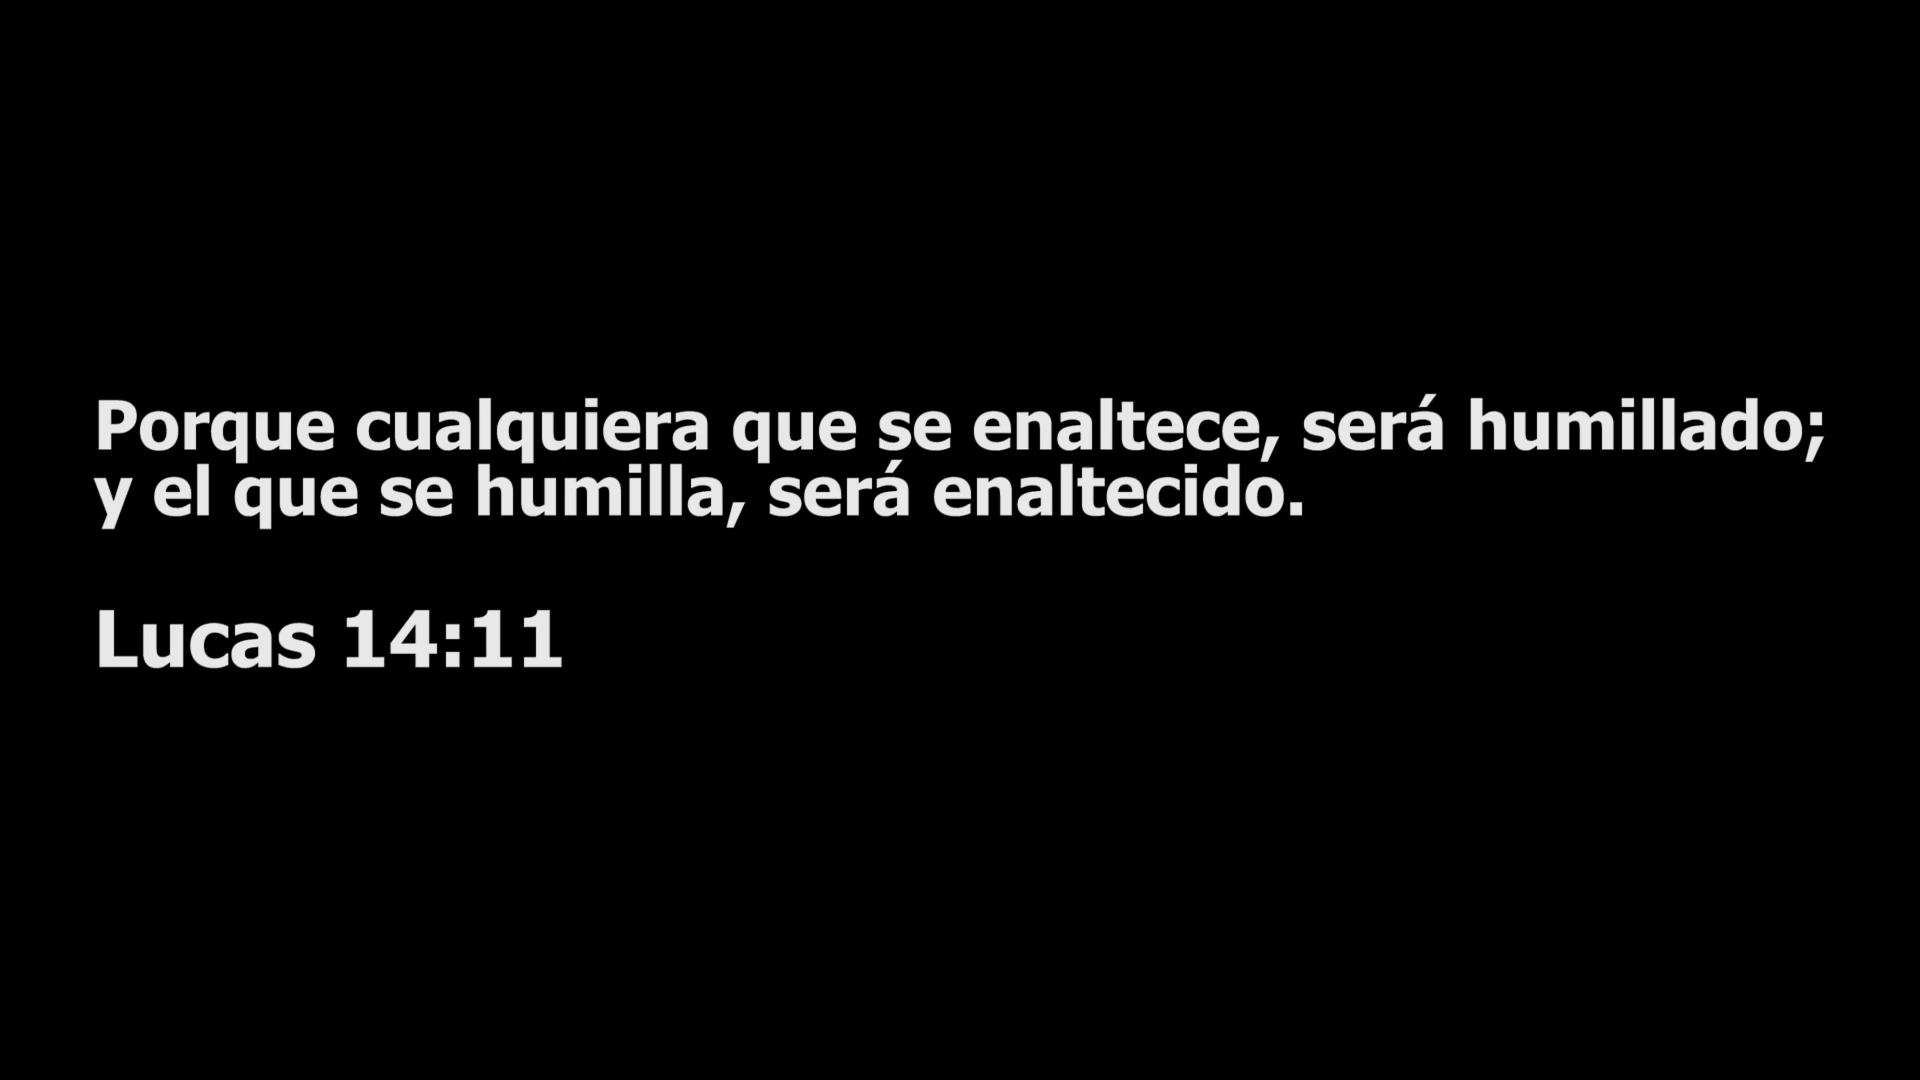 Porque cualquiera que se enaltece, será humillado;
y el que se humilla, será enaltecido.
Lucas 14:11